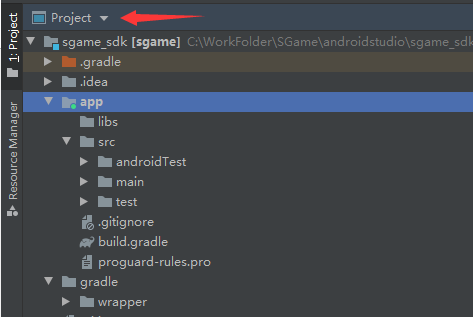 Project
1: Project
sgame_sdk [sgame] C:\WorkFolder\SGame\androidstudio\sgame_sdk
.gradle
.idea
app
libs
src
androidTest
main
test
.gitignore
build.gradle
proguard-rules.pro
gradle
wrapper
Resource Manager